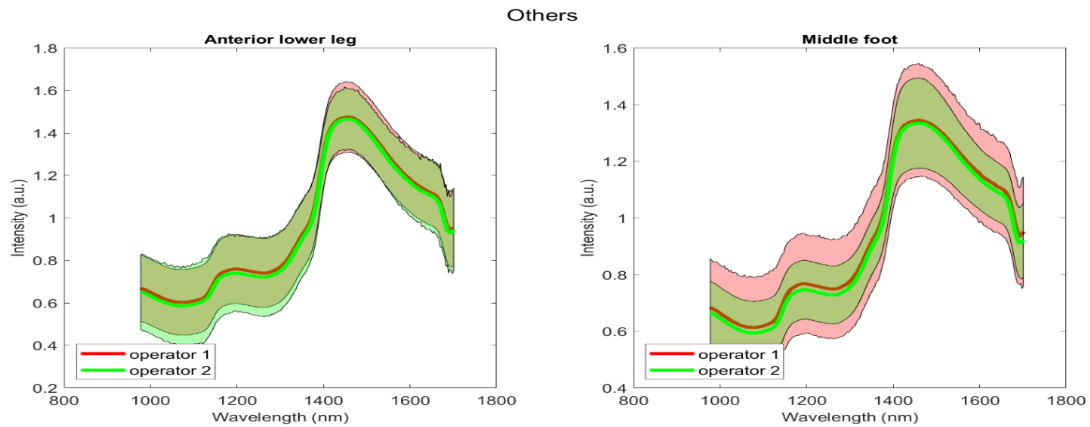 Others
Anterior lower leg
Intensity (a.u.)
1.8
1.6
1.4
1.2
1
0.8
0.6
0.4
0.2
operator 1
operator 2
800
1000
1200
1400
1600
1800
Wavelength (nm)
Middle foot
Intensity (a.u.)
1.6
1.4
1.2
1
0.8
0.6
0.4
operator 1
operator 2
800
1000
1200
1400
1600
1800
Wavelength (nm)